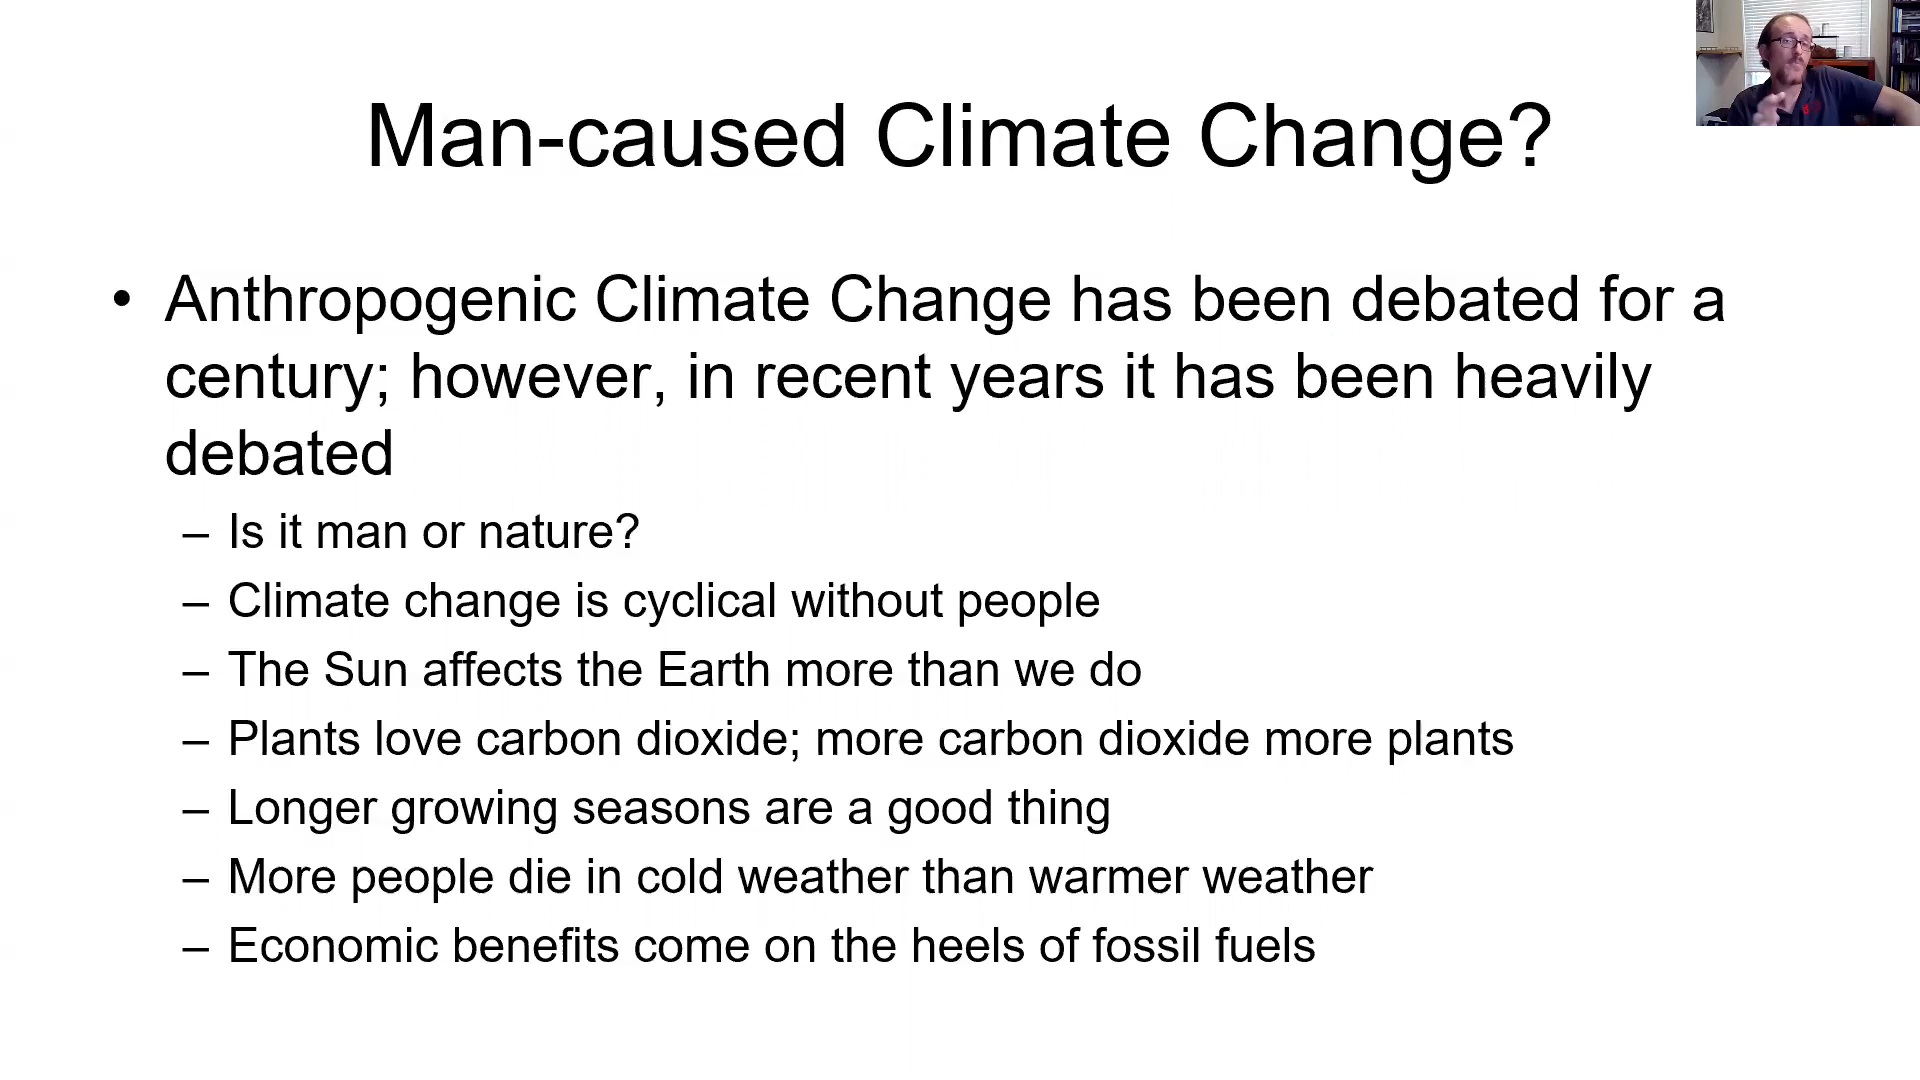 Man-caused Climate Change?
• Anthropogenic Climate Change has been debated for a
century; however, in recent years it has been heavily
debated
– Is it man or nature?
– Climate change is cyclical without people
– The Sun affects the Earth more than we do
– Plants love carbon dioxide; more carbon dioxide more plants
– Longer growing seasons are a good thing
– More people die in cold weather than warmer weather
– Economic benefits come on the heels of fossil fuels